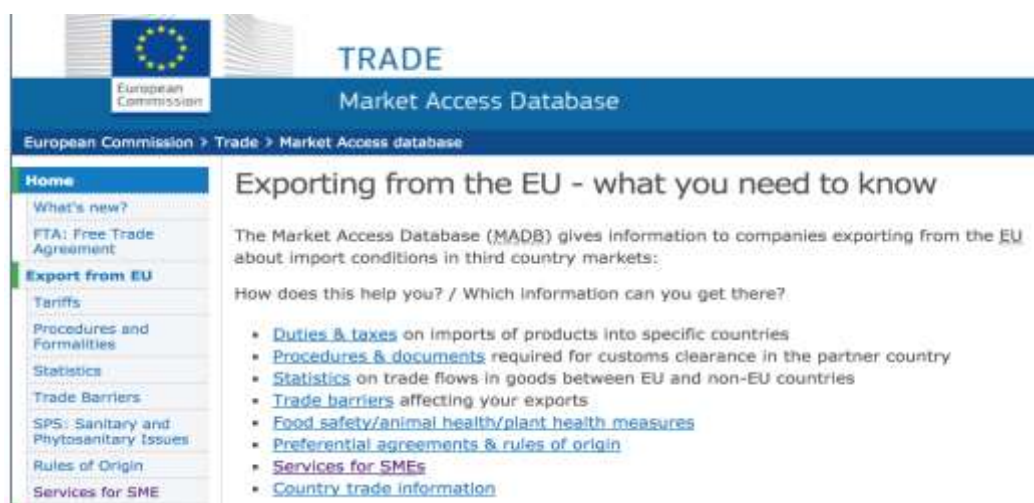 European
Commission
TRADE
Market Access Database
European Commission > Trade > Market Access database
Home
What's new?
FTA: Free Trade
Agreement
Export from EU
Tariffs
Procedures and
Formalities
Statistics
Trade Barriers
SPS: Sanitary and
Phytosanitary Issues
Rules of Origin
Services for SME
Exporting from the EU - what you need to know
The Market Access Database (MADB) gives information to companies exporting from the EU
about import conditions in third country markets:
How does this help you? / Which information can you get there?
▪ Duties & taxes on imports of products into specific countries
▪ Procedures & documents required for customs clearance in the partner country
▪ Statistics on trade flows in goods between EU and non-EU countries
▪ Trade barriers affecting your exports
▪ Food safety/animal health/plant health measures
▪ Preferential agreements & rules of origin
▪ Services for SMEs
▪ Country trade information